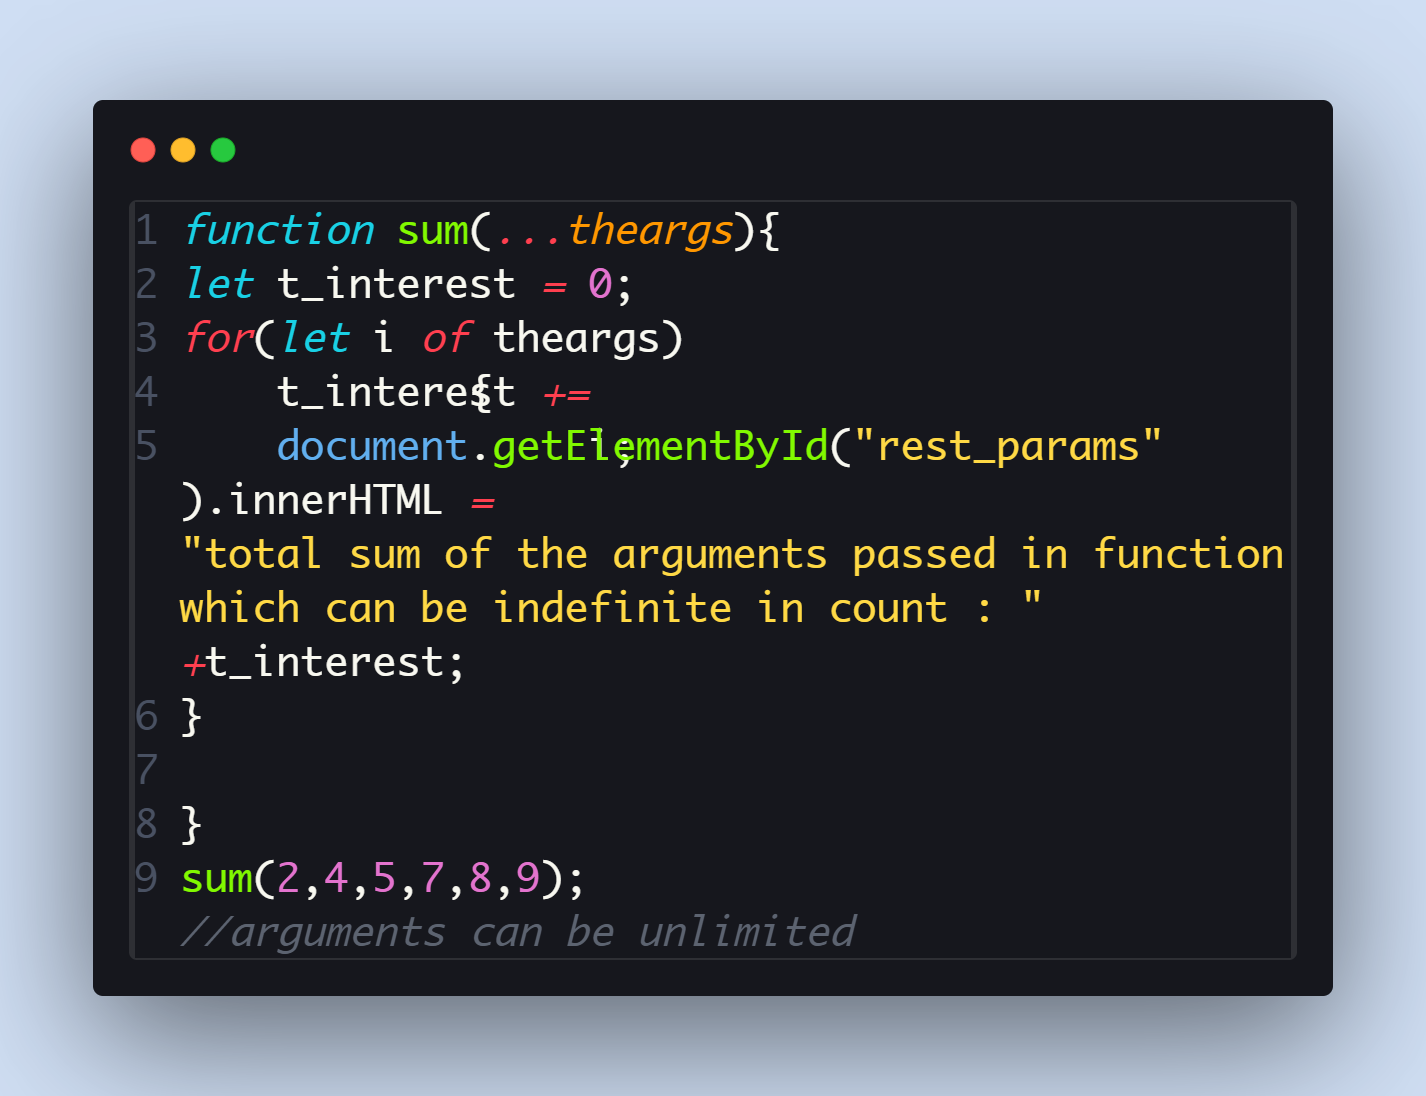 1 function sum(...theargs){
2 let t_interest = 0;
3 for(let i of theargs)
{
4 t_interest +=
i;
5 document.getElementById("rest_params"
).innerHTML =
"total sum of the arguments passed in function
which can be indefinite in count : "
+t_interest;
6 }
7
8 }
9 sum(2,4,5,7,8,9);
//arguments can be unlimited